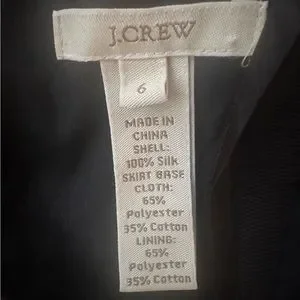 J.CREW
6
MADE IN
CHINA
SHELL:
100% Silk
SKIRT BASE
CLOTH:
65%
Polyester
35% Cotton
LINING:
65%
Polyester
35% Cotton